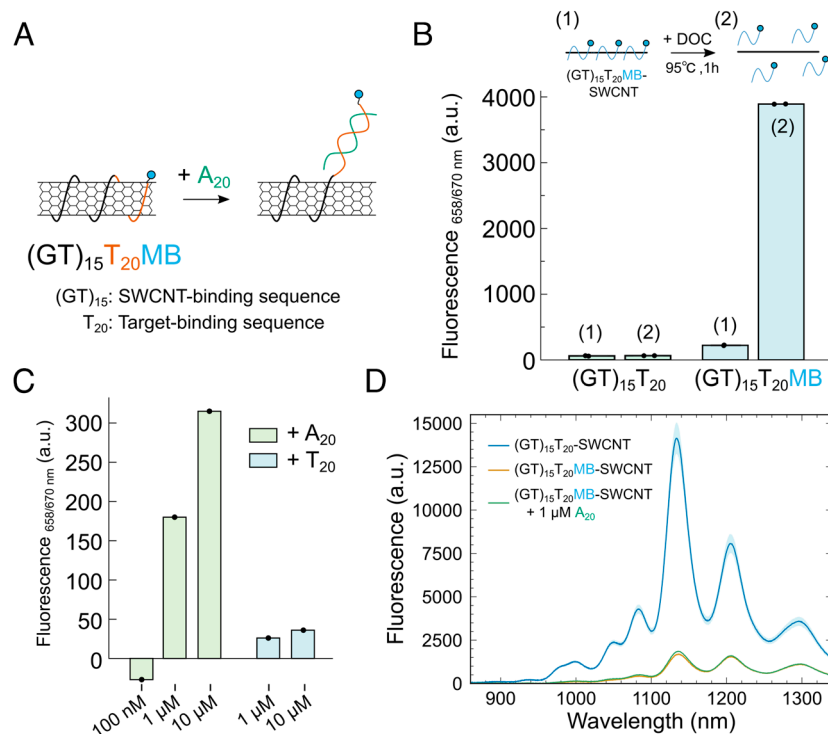 A
+ A20
(GT)15T20MB
(GT)15: SWCNT-binding sequence
T20: Target-binding sequence
B
(1)
(GT)15T20MB-
SWCNT
+ DOC
95℃, 1h
(2)
Fluorescence 658/670 nm (a.u.)
4000
3000
2000
1000
0
(1)
(2)
(1)
(2)
(GT)15T20
(GT)15T20MB
C
Fluorescence 658/670 nm (a.u.)
300
250
200
150
100
50
0
+ A20
+ T20
100 nM
1 μM
10 μM
1 μM
10 μM
D
Fluorescence (a.u.)
15000
12500
10000
7500
5000
2500
0
(GT)15T20-SWCNT
(GT)15T20MB-SWCNT
(GT)15T20MB-SWCNT
+ 1 μM A20
900
1000
1100
1200
1300
Wavelength (nm)